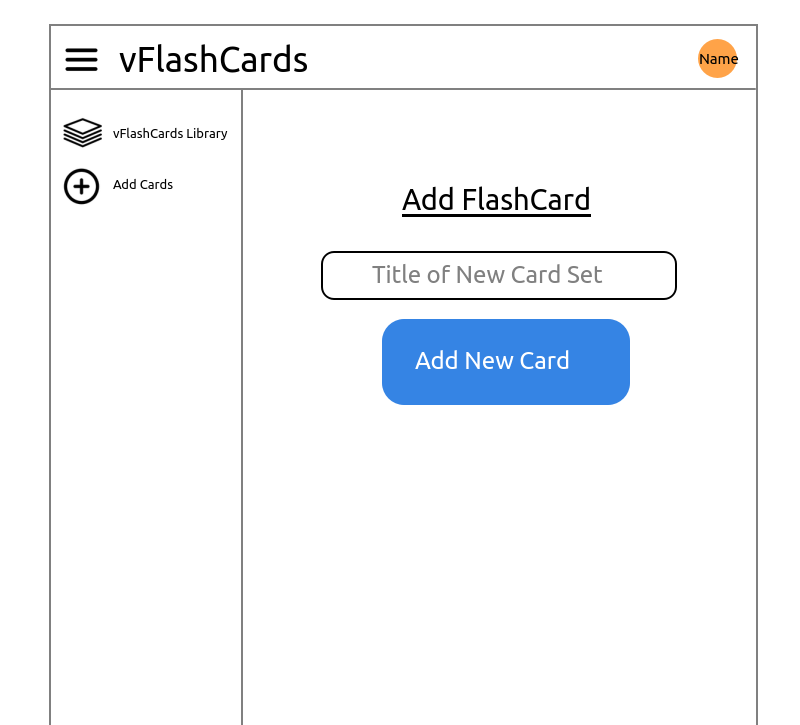 vFlashCards
Name
vFlashCards Library
Add Cards
Add FlashCard
Title of New Card Set
Add New Card